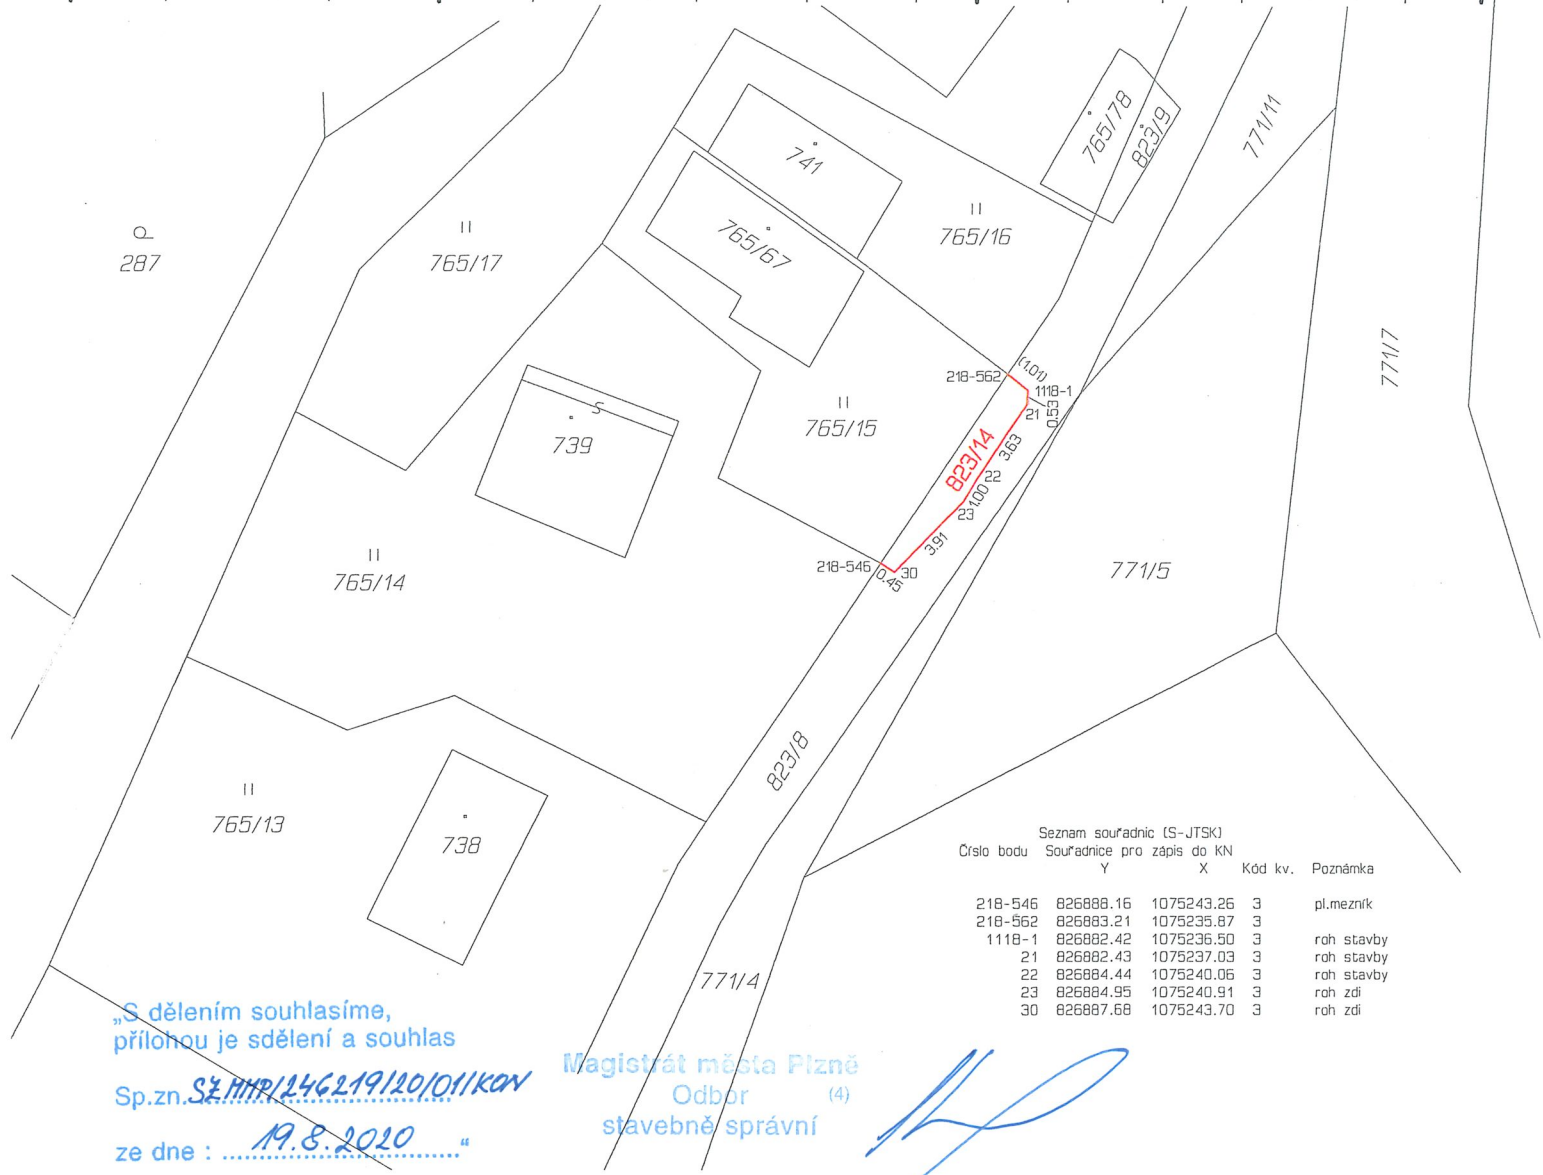 741
765/78
823/9
771/11
765/67
II
765/16
287
II
765/17
771/7
218-562
(1.01)
1118-1
21
0.53
II
765/15
823/14
3.63
22
1.00
23
3.91
218-546
30
0.45
S
739
II
765/14
771/5
823/8
II
765/13
738
771/4
Seznam souřadnic (S-JTSK)
Číslo bodu Souřadnice pro zápis do KN
Y X Kód kv. Poznámka
218-546 826888.16 1075243.26 3 pl.mezník
218-562 826883.21 1075235.87 3
1118-1 826882.42 1075236.50 3 roh stavby
21 826882.43 1075237.03 3 roh stavby
22 826884.44 1075240.06 3 roh stavby
23 826884.95 1075240.91 3 roh zdi
30 826887.68 1075243.70 3 roh zdi
„S dělením souhlasíme,
přílohou je sdělení a souhlas
Sp.zn. SZ MMP/246219/20/01/KON
ze dne : 19.8.2020 "
Magistrát města Plzně
Odbor (4)
stavebně správní